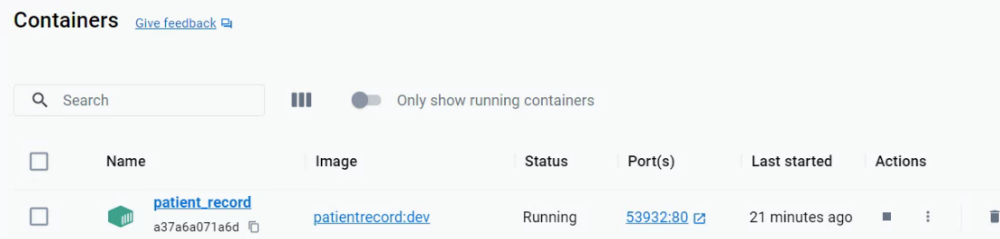 Containers Give feedback
Search Only show running containers
Name Image Status Port(s) Last started Actions
patient_record
a37a6a071a6d patientrecord:dev Running 53932:80 21 minutes ago